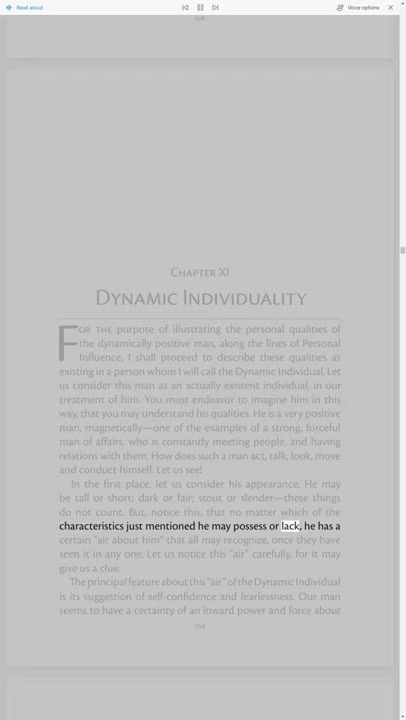 Read aloud
Voice options
CHAPTER XI
DYNAMIC INDIVIDUALITY
FOR THE purpose of illustrating the personal qualities of
the dynamically positive man, along the lines of Personal
Influence, I shall proceed to describe these qualities as
existing in a person whom I will call the Dynamic Individual. Let
us consider this man as an actually existent individual, in our
treatment of him. You must endeavor to imagine him in this
way, that you may understand his qualities. He is a very positive
man, magnetically—one of the examples of a strong, forceful
man of affairs, who is constantly meeting people, and having
relations with them. How does such a man act, talk, look, move
and conduct himself. Let us see!
In the first place, let us consider his appearance. He may
be tall or short; dark or fair; stout or slender—these things
do not count. But, notice this, that no matter which of the
characteristics just mentioned he may possess or lack, he has a
certain "air about him" that all may recognize, once they have
seen it in any one. Let us notice this "air" carefully, for it may
give us a clue.
The principal feature about this "air" of the Dynamic Individual
is its suggestion of self-confidence and fearlessness. Our man
seems to have a certainty of an inward power and force about